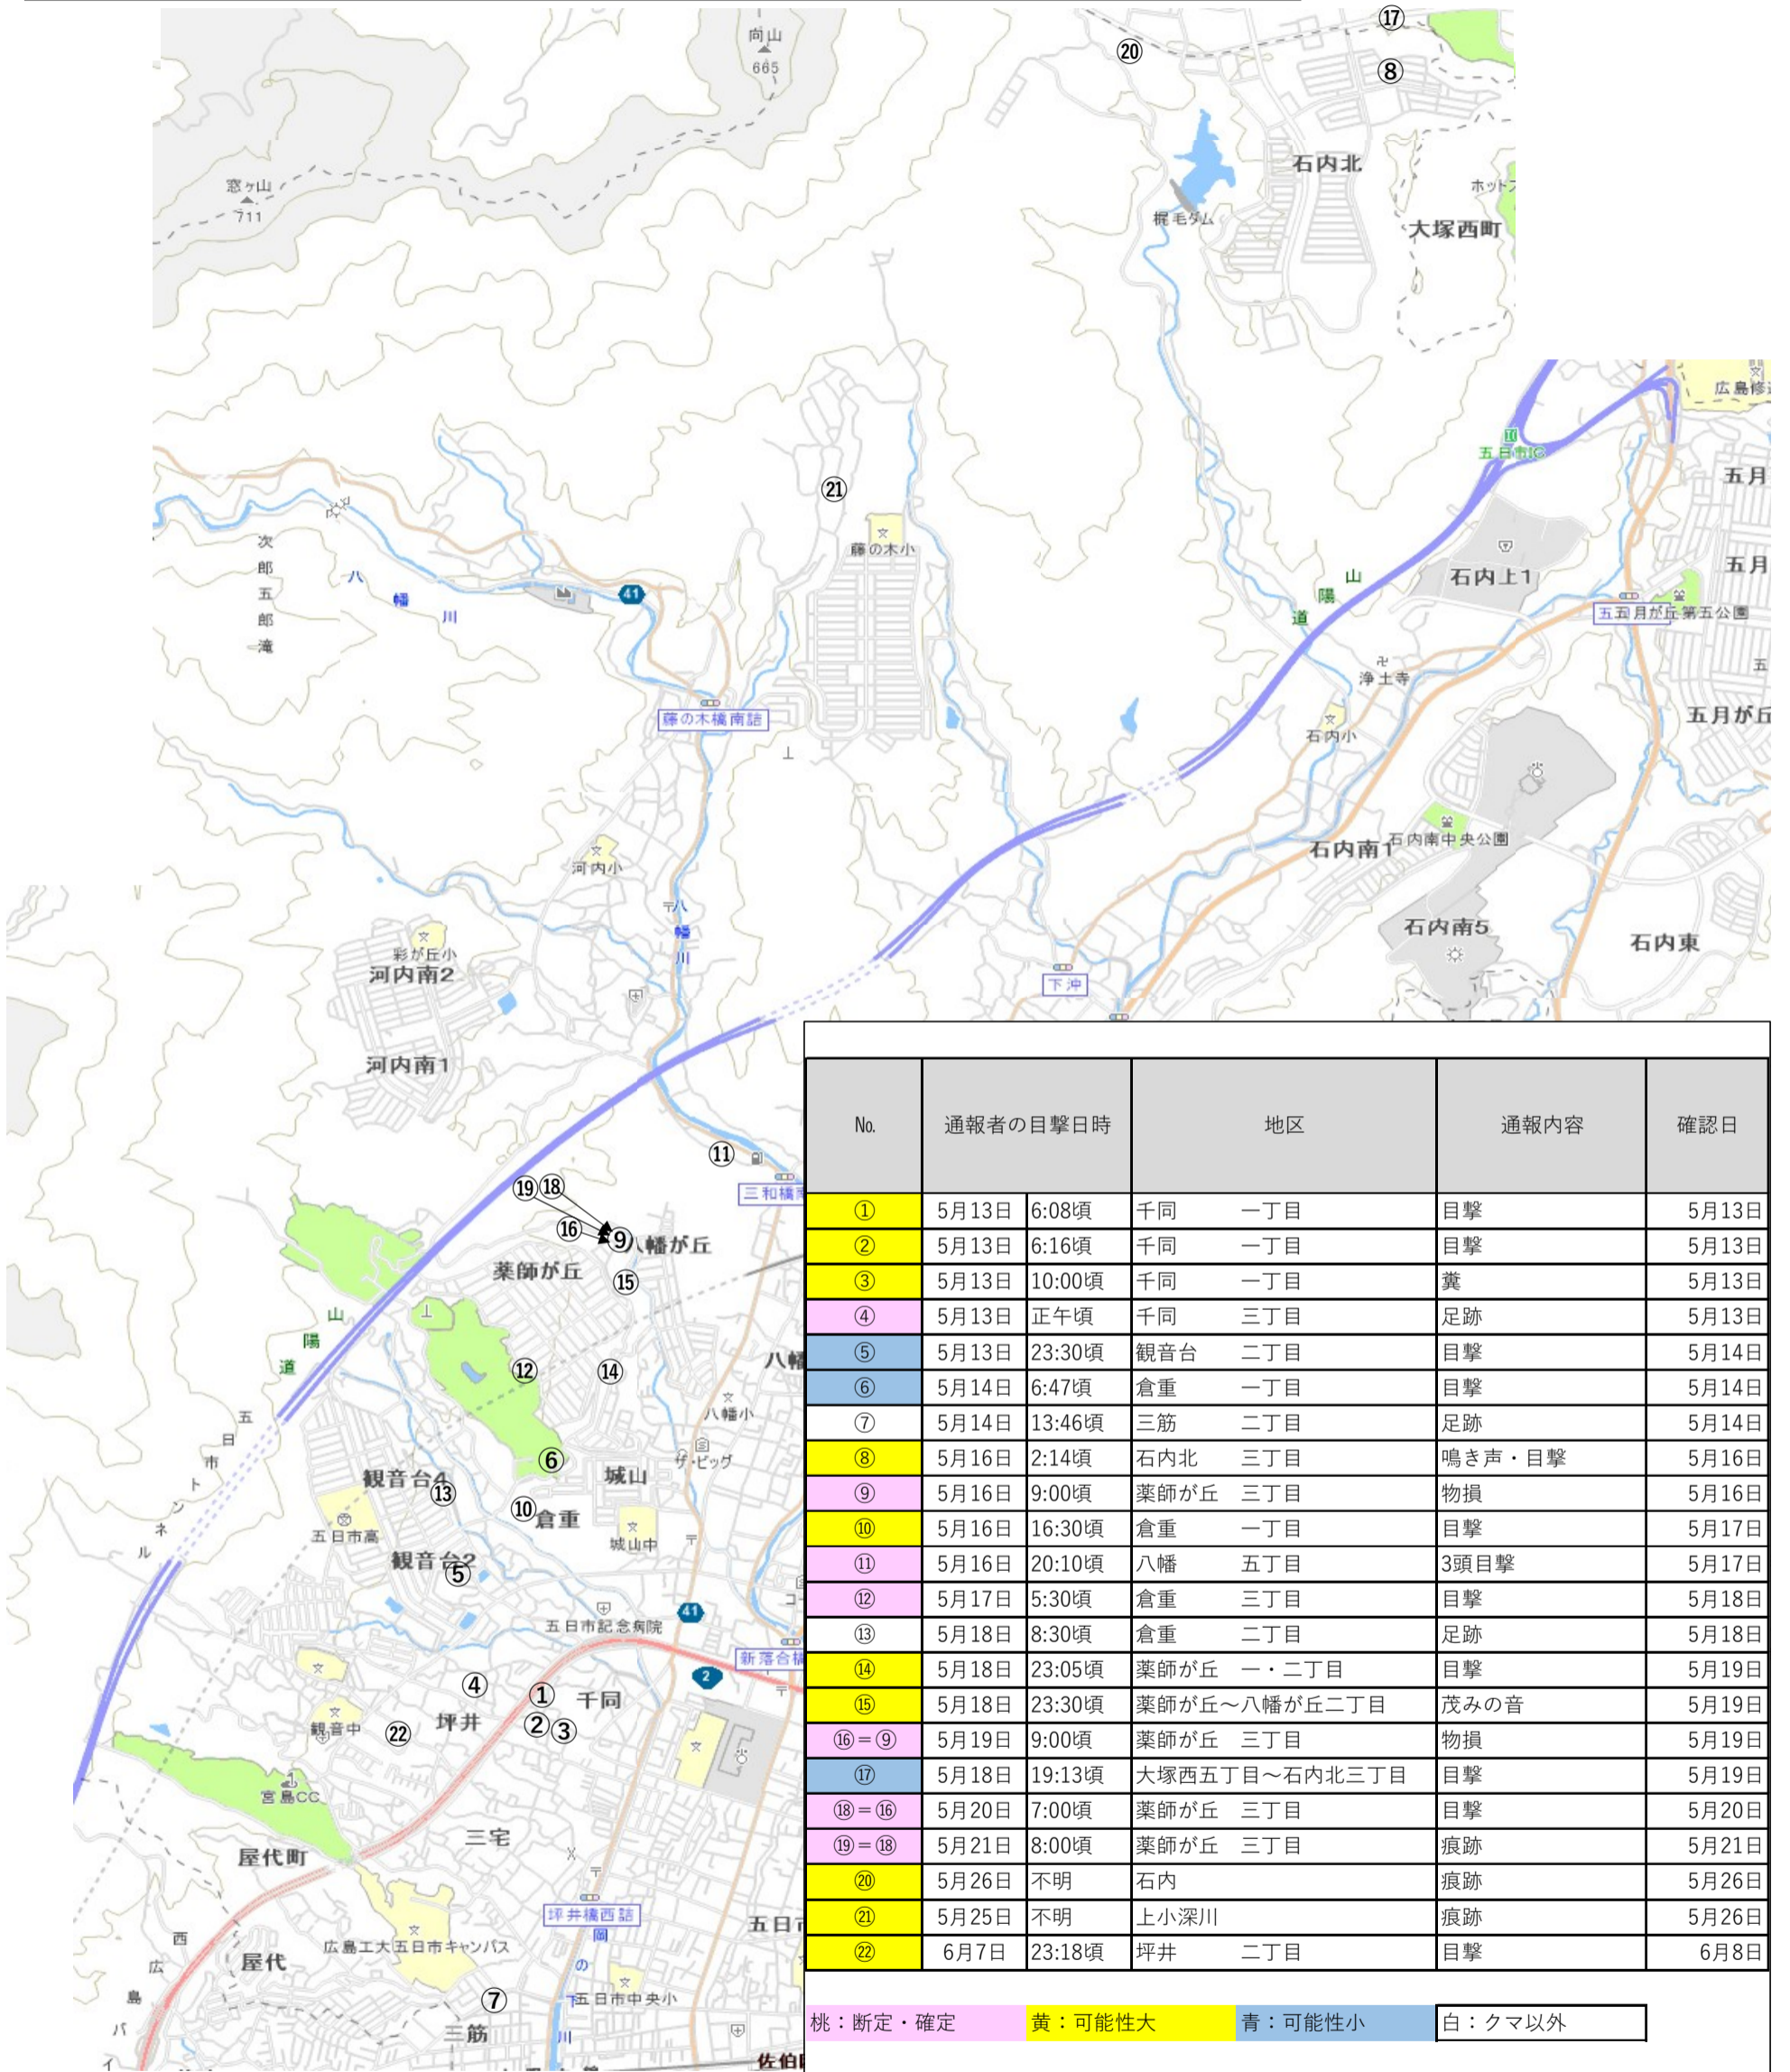 向山
665
⑰
⑳
⑧
窓ヶ山
711
石内北
梶毛ダム
大塚西町
広島修
IC
五日市IC
五月
㉑
藤の木小
次郎五郎滝
八幡川
41
山陽道
石内上1
五月
五五月が丘第五公園
五
浄土寺
藤の木橋南詰
石内小
五月が丘
河内小
石内南中央公園
石内南1
八幡川
石内南5
石内東
彩が丘小
河内南2
下沖
河内南1
⑪
三和橋南
⑲
⑱
⑯
⑨
八幡が丘
薬師が丘
⑮
山陽道
⑫
⑭
八幡
八幡小
五日市トンネル
⑥
城山
ザ・ビッグ
観音台4
⑬
⑩
倉重
五日市高
城山中
観音台2
⑤
コー
五日市記念病院
41
新落合橋
2
④
①
千同
坪井
観音中
㉒
②
③
宮島CC
三宅
屋代町
坪井橋西詰
五日市
岡の下川
広島工大五日市キャンパス
屋代
西広島バイ
⑦
五日市中央小
三筋
佐伯
No. 通報者の目撃日時 地区 通報内容 確認日
① 5月13日 6:08頃 千同 一丁目 目撃 5月13日
② 5月13日 6:16頃 千同 一丁目 目撃 5月13日
③ 5月13日 10:00頃 千同 一丁目 糞 5月13日
④ 5月13日 正午頃 千同 三丁目 足跡 5月13日
⑤ 5月13日 23:30頃 観音台 二丁目 目撃 5月14日
⑥ 5月14日 6:47頃 倉重 一丁目 目撃 5月14日
⑦ 5月14日 13:46頃 三筋 二丁目 足跡 5月14日
⑧ 5月16日 2:14頃 石内北 三丁目 鳴き声・目撃 5月16日
⑨ 5月16日 9:00頃 薬師が丘 三丁目 物損 5月16日
⑩ 5月16日 16:30頃 倉重 一丁目 目撃 5月17日
⑪ 5月16日 20:10頃 八幡 五丁目 3頭目撃 5月17日
⑫ 5月17日 5:30頃 倉重 三丁目 目撃 5月18日
⑬ 5月18日 8:30頃 倉重 二丁目 足跡 5月18日
⑭ 5月18日 23:05頃 薬師が丘 一・二丁目 目撃 5月19日
⑮ 5月18日 23:30頃 薬師が丘～八幡が丘二丁目 茂みの音 5月19日
⑯＝⑨ 5月19日 9:00頃 薬師が丘 三丁目 物損 5月19日
⑰ 5月18日 19:13頃 大塚西五丁目～石内北三丁目 目撃 5月19日
⑱＝⑯ 5月20日 7:00頃 薬師が丘 三丁目 目撃 5月20日
⑲＝⑱ 5月21日 8:00頃 薬師が丘 三丁目 痕跡 5月21日
⑳ 5月26日 不明 石内 痕跡 5月26日
㉑ 5月25日 不明 上小深川 痕跡 5月26日
㉒ 6月7日 23:18頃 坪井 二丁目 目撃 6月8日
桃：断定・確定 黄：可能性大 青：可能性小 白：クマ以外